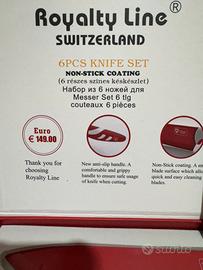 Royalty Line®
SWITZERLAND
6PCS KNIFE SET
NON-STICK COATING
(6 részes színes késkészlet)
Набор из 6 ножей для
Messer Set 6 tlg
couteaux 6 pièces
Euro
€ 149.00
Thank you for
choosing
Royalty Line
New anti-slip handle. A
comfortable and grippy
handle to ensure safe usage
of knife when cutting.
Non-Stick coating. A
blade surface which
quick and easy cleaning
blades.
subito